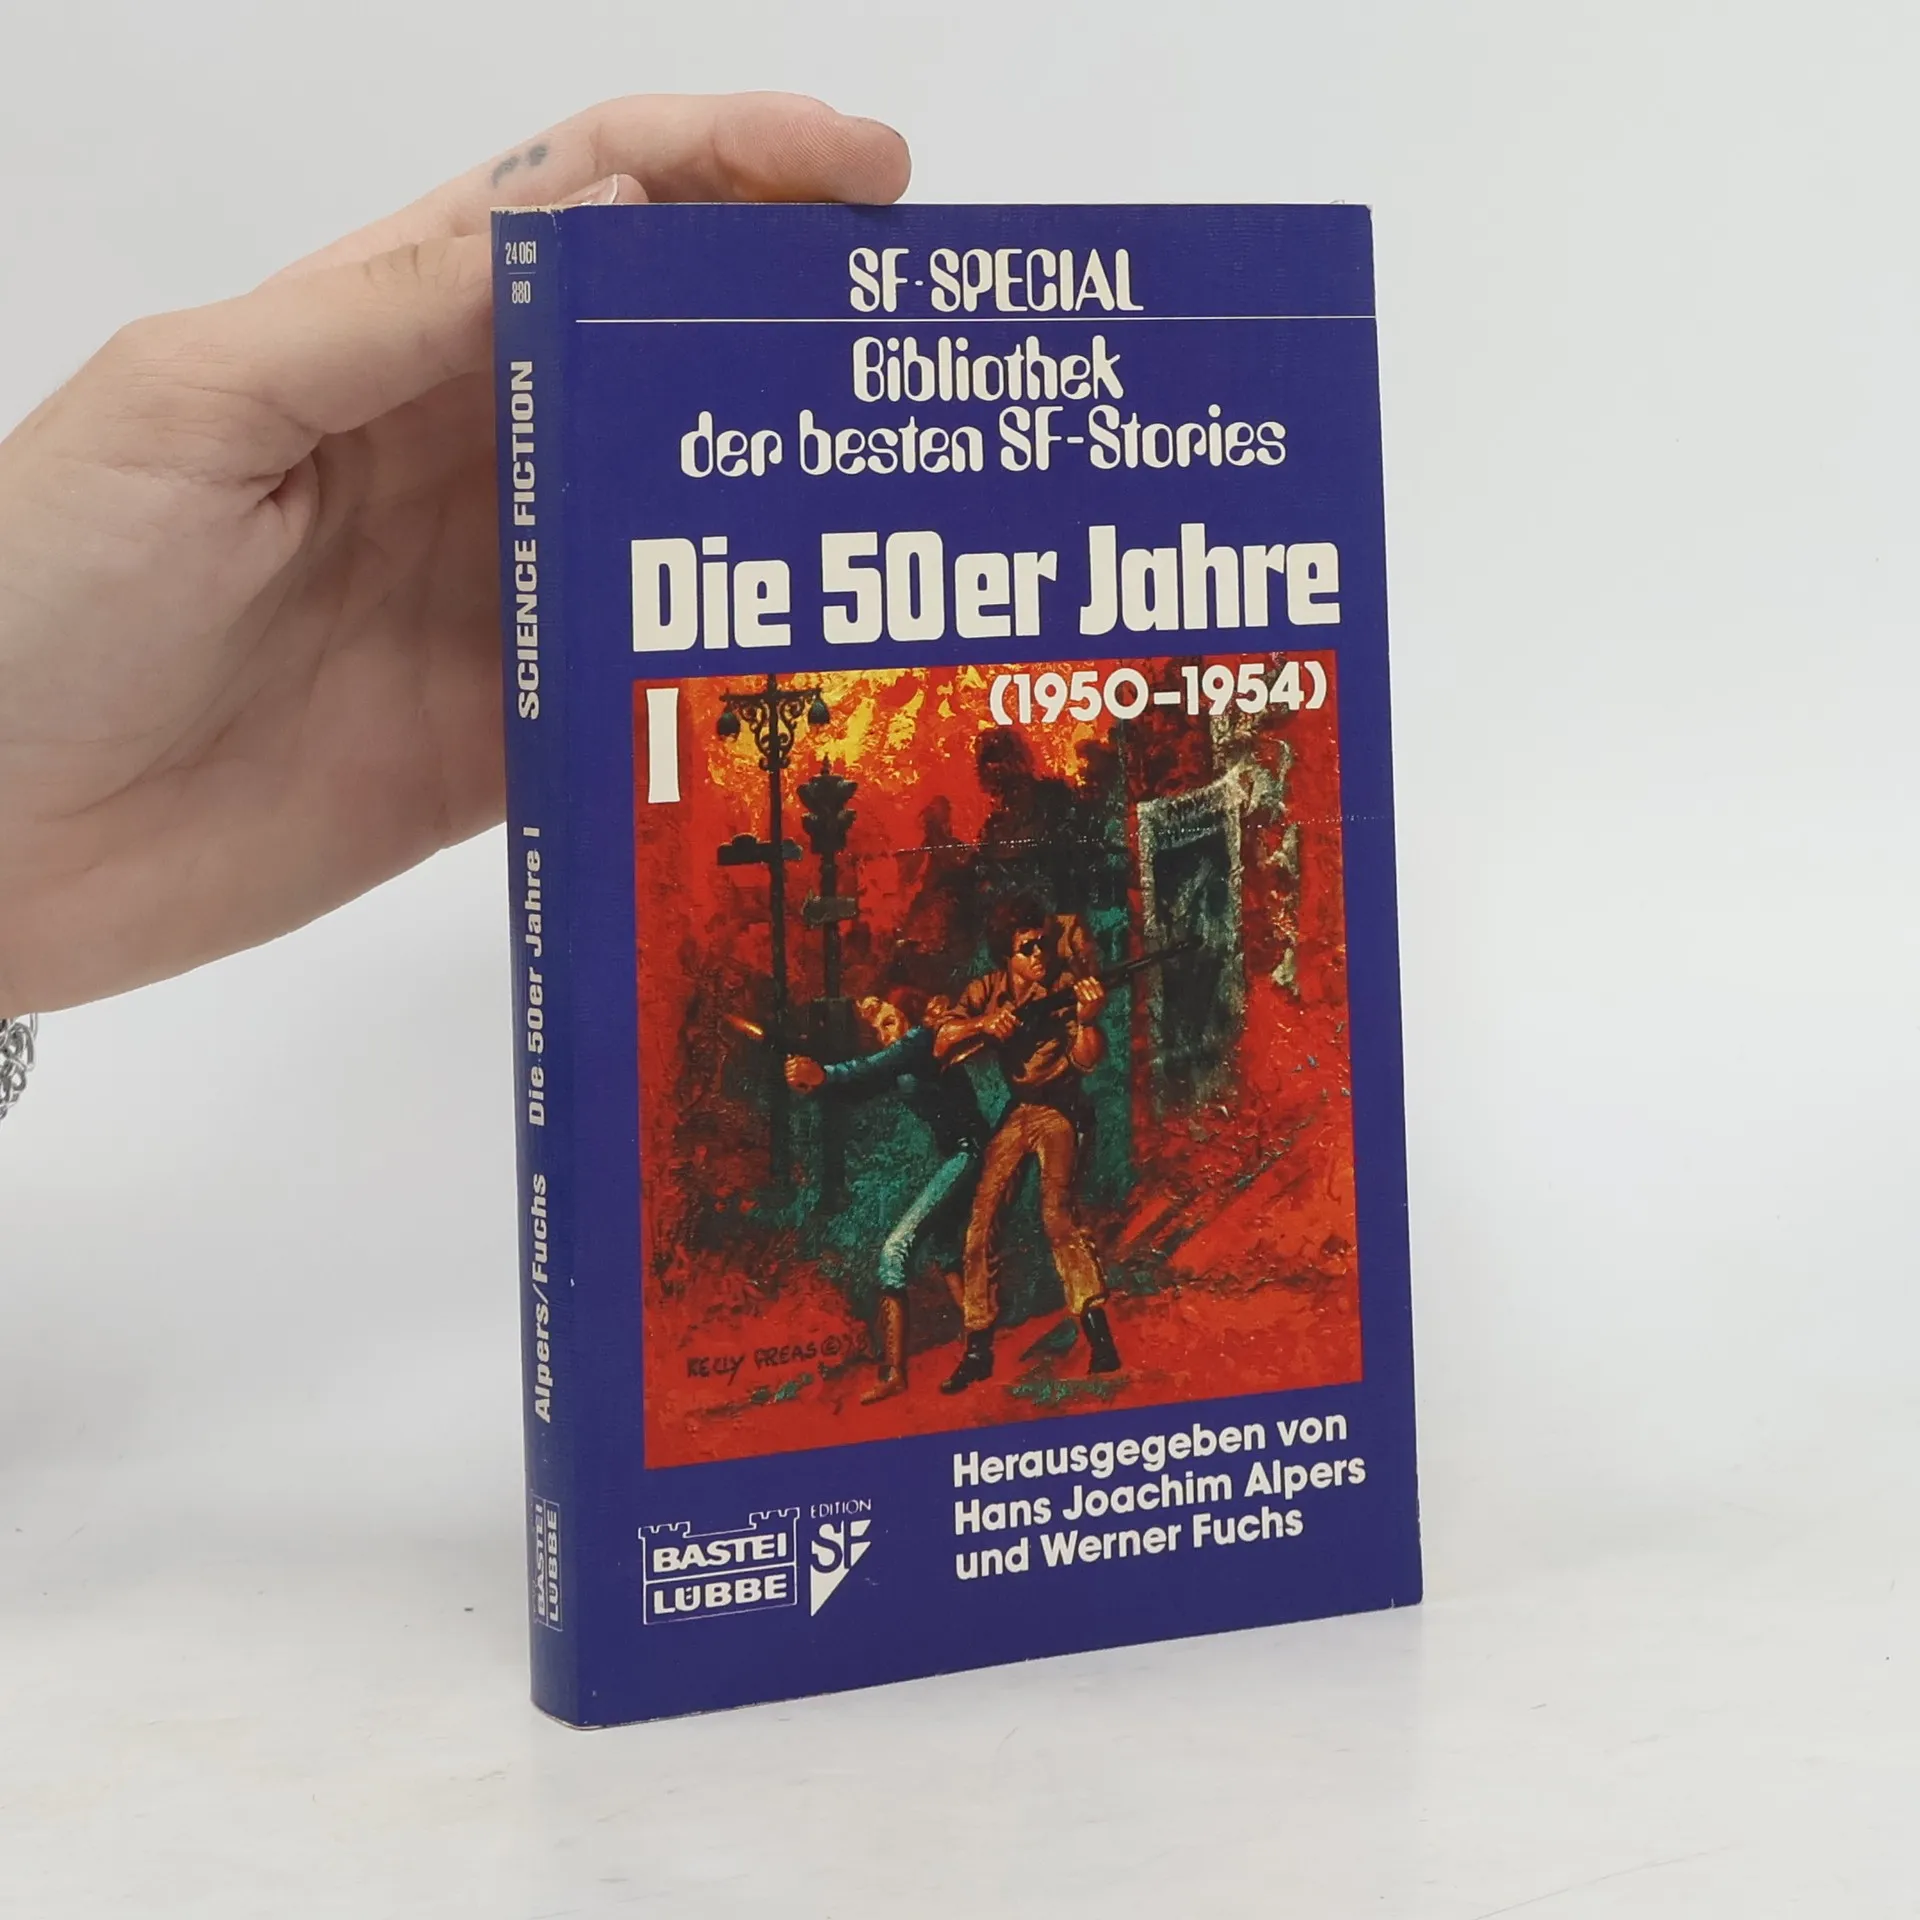 SF-SPECIAL
Bibliothek
der besten SF-Stories
Die 50er Jahre
I
(1950-1954)
KELLY FREAS ©
Herausgegeben von
Hans Joachim Alpers
und Werner Fuchs
BASTEI
LÜBBE
EDITION
SF
24 061
880
SCIENCE FICTION
Die 50er Jahre I
Alpers/Fuchs
BASTEI
LÜBBE